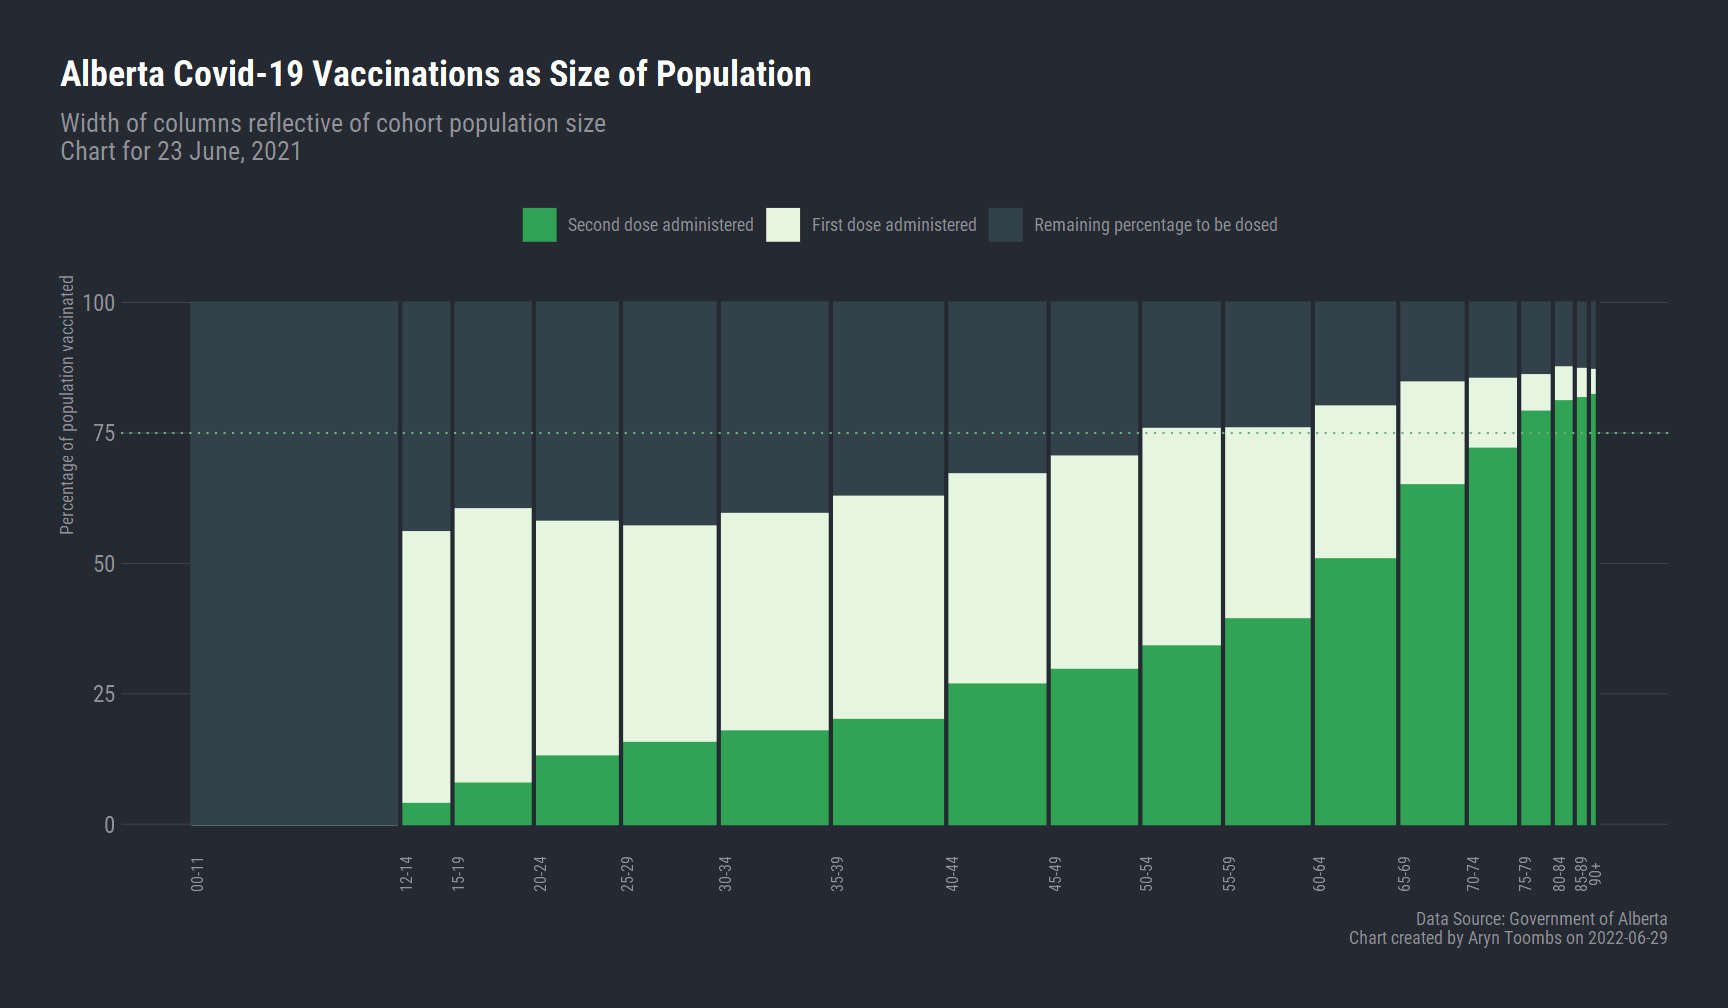 Alberta Covid-19 Vaccinations as Size of Population
Width of columns reflective of cohort population size
Chart for 23 June, 2021
Second dose administered
First dose administered
Remaining percentage to be dosed
Percentage of population vaccinated
100
75
50
25
0
00-11
12-14
15-19
20-24
25-29
30-34
35-39
40-44
45-49
50-54
55-59
60-64
65-69
70-74
75-79
80-84
85-89
90+
Data Source: Government of Alberta
Chart created by Aryn Toombs on 2022-06-29